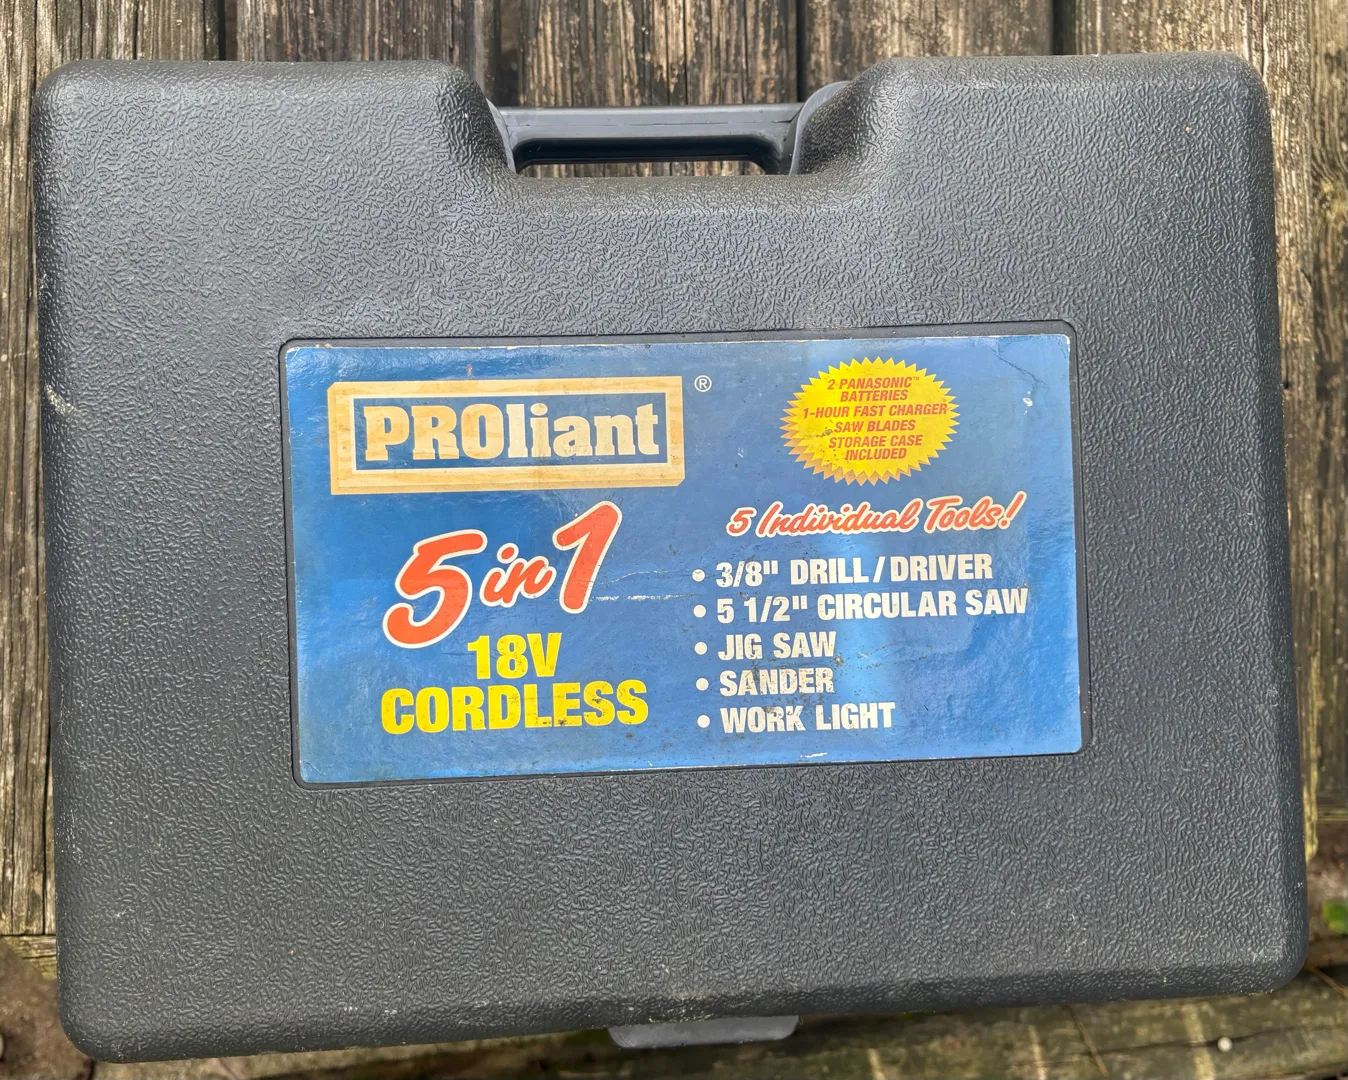 PROliant ®
5 in 1
18V
CORDLESS
2 PANASONIC™
BATTERIES
1-HOUR FAST CHARGER
SAW BLADES
STORAGE CASE
INCLUDED
5 Individual Tools!
• 3/8" DRILL/DRIVER
• 5 1/2" CIRCULAR SAW
• JIG SAW
• SANDER
• WORK LIGHT